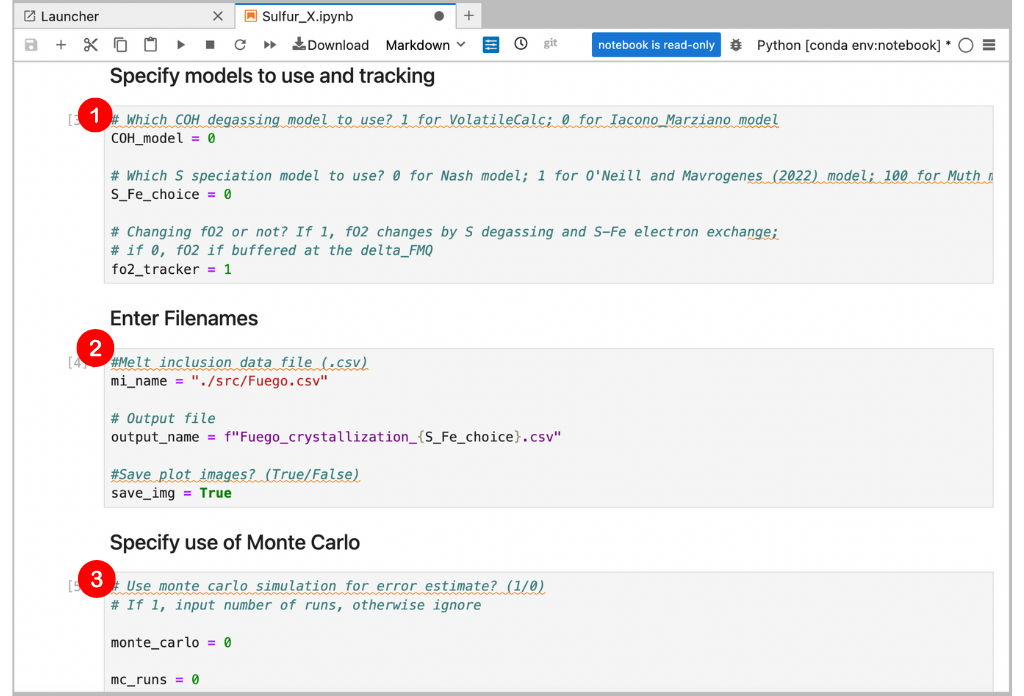 Launcher
Sulfur_X.ipynb
Download Markdown git notebook is read-only Python [conda env:notebook] *
Specify models to use and tracking
1
# Which COH degassing model to use? 1 for VolatileCalc; 0 for Iacono_Marziano model
COH_model = 0
# Which S speciation model to use? 0 for Nash model; 1 for O'Neill and Mavrogenes (2022) model; 100 for Muth
S_Fe_choice = 0
# Changing fO2 or not? If 1, fO2 changes by S degassing and S-Fe electron exchange;
# if 0, fO2 if buffered at the delta_FMQ
fo2_tracker = 1
Enter Filenames
2
[4]
#Melt inclusion data file (.csv)
mi_name = "./src/Fuego.csv"
# Output file
output_name = f"Fuego_crystallization_{S_Fe_choice}.csv"
#Save plot images? (True/False)
save_img = True
Specify use of Monte Carlo
3
# Use monte carlo simulation for error estimate? (1/0)
# If 1, input number of runs, otherwise ignore
monte_carlo = 0
mc_runs = 0